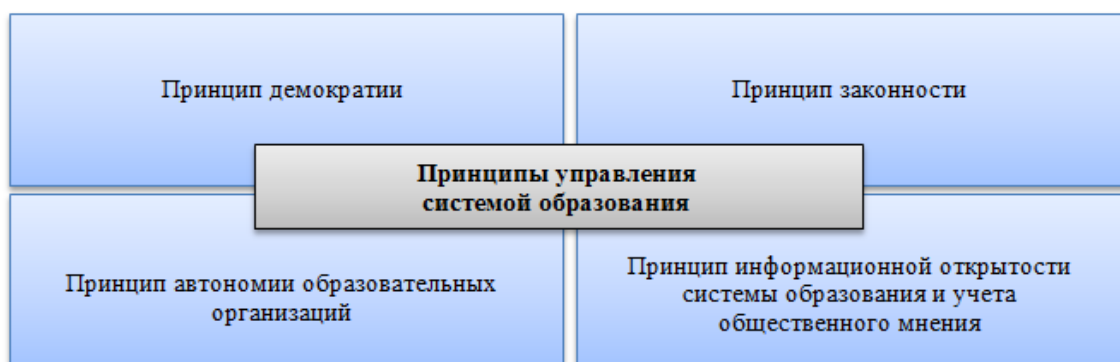 Принцип демократии
Принцип законности
Принципы управления
системой образования
Принцип автономии образовательных
организаций
Принцип информационной открытости
системы образования и учета
общественного мнения